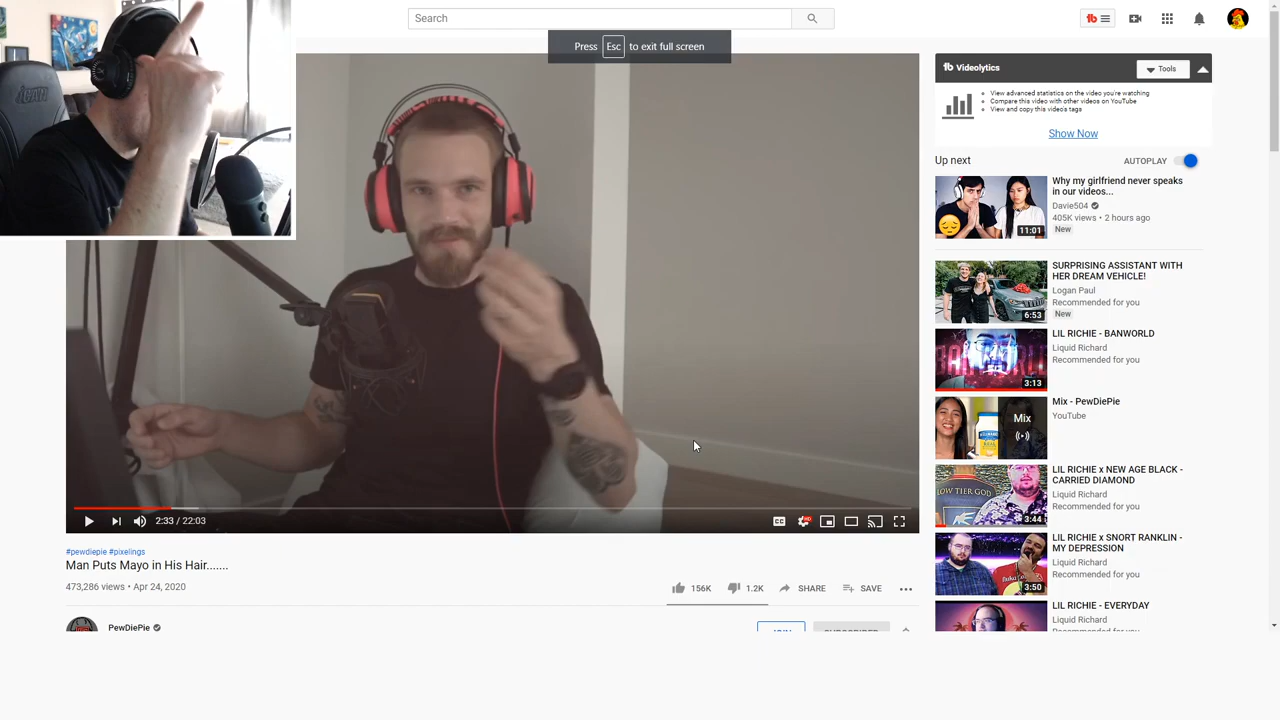 Search
Press Esc to exit full screen
Videolytics
Tools
View advanced statistics on the video you're watching
Compare this video with other videos on YouTube
View and copy this video's tags
Show Now
Up next
AUTOPLAY
Why my girlfriend never speaks
in our videos...
Davie504
405K views • 2 hours ago
New
11:01
SURPRISING ASSISTANT WITH
HER DREAM VEHICLE!
Logan Paul
Recommended for you
New
6:53
LIL RICHIE - BANWORLD
Liquid Richard
Recommended for you
3:13
Mix - PewDiePie
YouTube
Mix
LIL RICHIE x NEW AGE BLACK -
CARRIED DIAMOND
Liquid Richard
Recommended for you
3:44
LIL RICHIE x SNORT RANKLIN -
MY DEPRESSION
Liquid Richard
Recommended for you
3:50
LIL RICHIE - EVERYDAY
Liquid Richard
2:33 / 22:03
CC
HD
#pewdiepie #pixelings
Man Puts Mayo in His Hair.......
473,286 views • Apr 24, 2020
156K
1.2K
SHARE
SAVE
PewDiePie